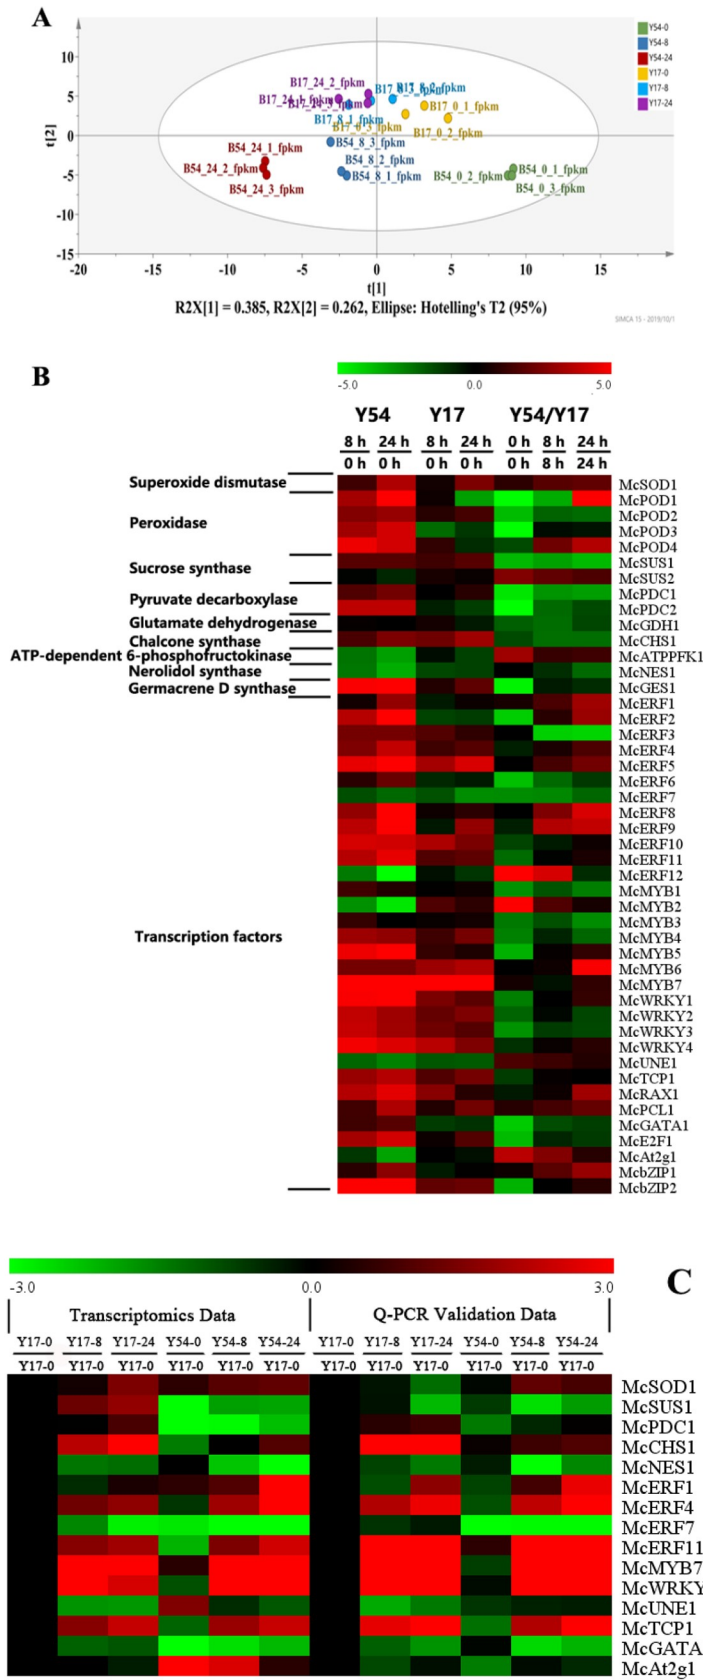 A
Y54-0
Y54-8
Y54-24
Y17-0
Y17-8
Y17-24
10
5
0
-5
-10
-15
t[2]
B17_24_2_fpkm
B17_24_1_fpkm
B17_8_1_fpkm
B17_0_1_fpkm
B17_0_3_fpkm
B17_0_2_fpkm
B54_8_3_fpkm
B54_24_1_fpkm
B54_8_2_fpkm
B54_24_2_fpkm
B54_8_1_fpkm
B54_0_2_fpkm
B54_0_1_fpkm
B54_24_3_fpkm
B54_0_3_fpkm
-20 -15 -10 -5 0 5 10 15
t[1]
R2X[1] = 0.385, R2X[2] = 0.262, Ellipse: Hotelling's T2 (95%)
SIMCA 15 - 2019/10/1
B
-5.0 0.0 5.0
Y54 Y17 Y54/Y17
8 h 24 h 8 h 24 h 0 h 8 h 24 h
0 h 0 h 0 h 0 h 0 h 8 h 24 h
Superoxide dismutase
Peroxidase
Sucrose synthase
Pyruvate decarboxylase
Glutamate dehydrogenase
Chalcone synthase
ATP-dependent 6-phosphofructokinase
Nerolidol synthase
Germacrene D synthase
Transcription factors
McSOD1
McPOD1
McPOD2
McPOD3
McPOD4
McSUS1
McSUS2
McPDC1
McPDC2
McGDH1
McCHS1
McATPPFK1
McNES1
McGES1
McERF1
McERF2
McERF3
McERF4
McERF5
McERF6
McERF7
McERF8
McERF9
McERF10
McERF11
McERF12
McMYB1
McMYB2
McMYB3
McMYB4
McMYB5
McMYB6
McMYB7
McWRKY1
McWRKY2
McWRKY3
McWRKY4
McUNE1
McTCP1
McRAX1
McPCL1
McGATA1
McE2F1
McAt2g1
McbZIP1
McbZIP2
C
-3.0 0.0 3.0
Transcriptomics Data Q-PCR Validation Data
Y17-0 Y17-8 Y17-24 Y54-0 Y54-8 Y54-24 Y17-0 Y17-8 Y17-24 Y54-0 Y54-8 Y54-24
Y17-0 Y17-0 Y17-0 Y17-0 Y17-0 Y17-0 Y17-0 Y17-0 Y17-0 Y17-0 Y17-0 Y17-0
McSOD1
McSUS1
McPDC1
McCHS1
McNES1
McERF1
McERF4
McERF7
McERF11
McMYB7
McWRKY
McUNE1
McTCP1
McGATA
McAt2g1